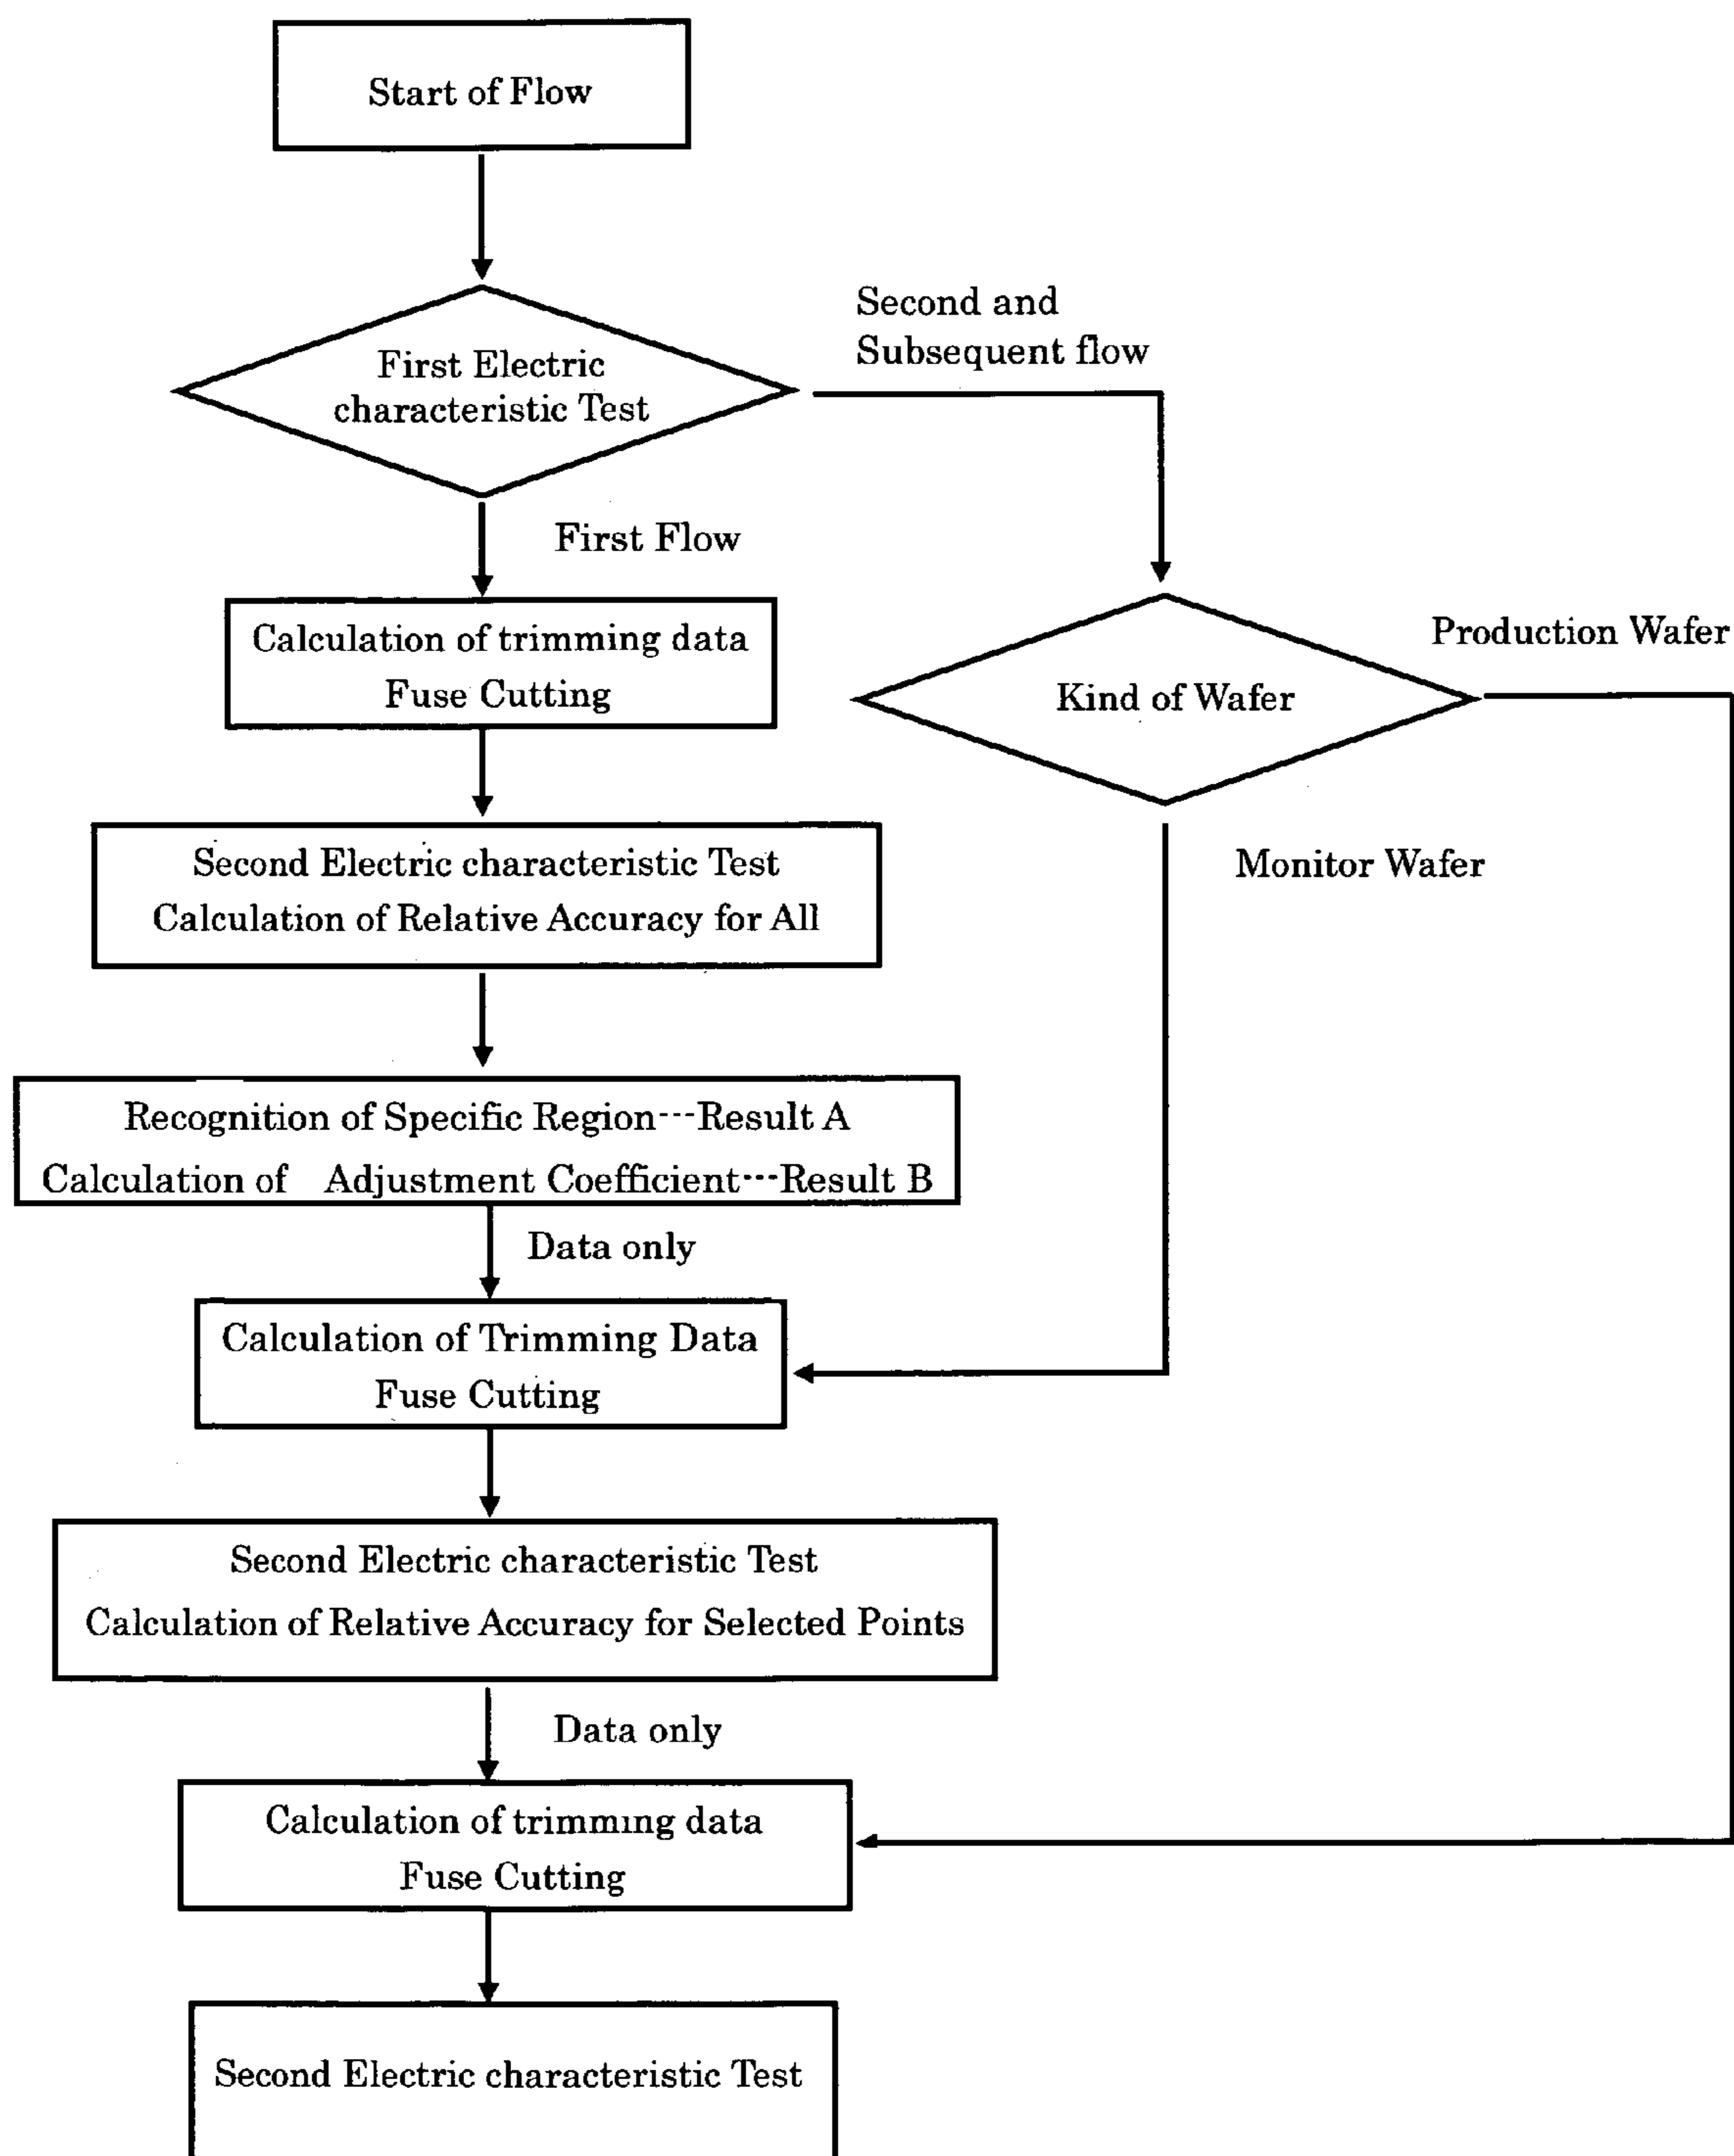 Start of Flow
First Electric
characteristic Test
Second and
Subsequent flow
First Flow
Calculation of trimming data
Fuse Cutting
Kind of Wafer
Production Wafer
Monitor Wafer
Second Electric characteristic Test
Calculation of Relative Accuracy for All
Recognition of Specific Region---Result A
Calculation of Adjustment Coefficient---Result B
Data only
Calculation of Trimming Data
Fuse Cutting
Second Electric characteristic Test
Calculation of Relative Accuracy for Selected Points
Data only
Calculation of trimming data
Fuse Cutting
Second Electric characteristic Test